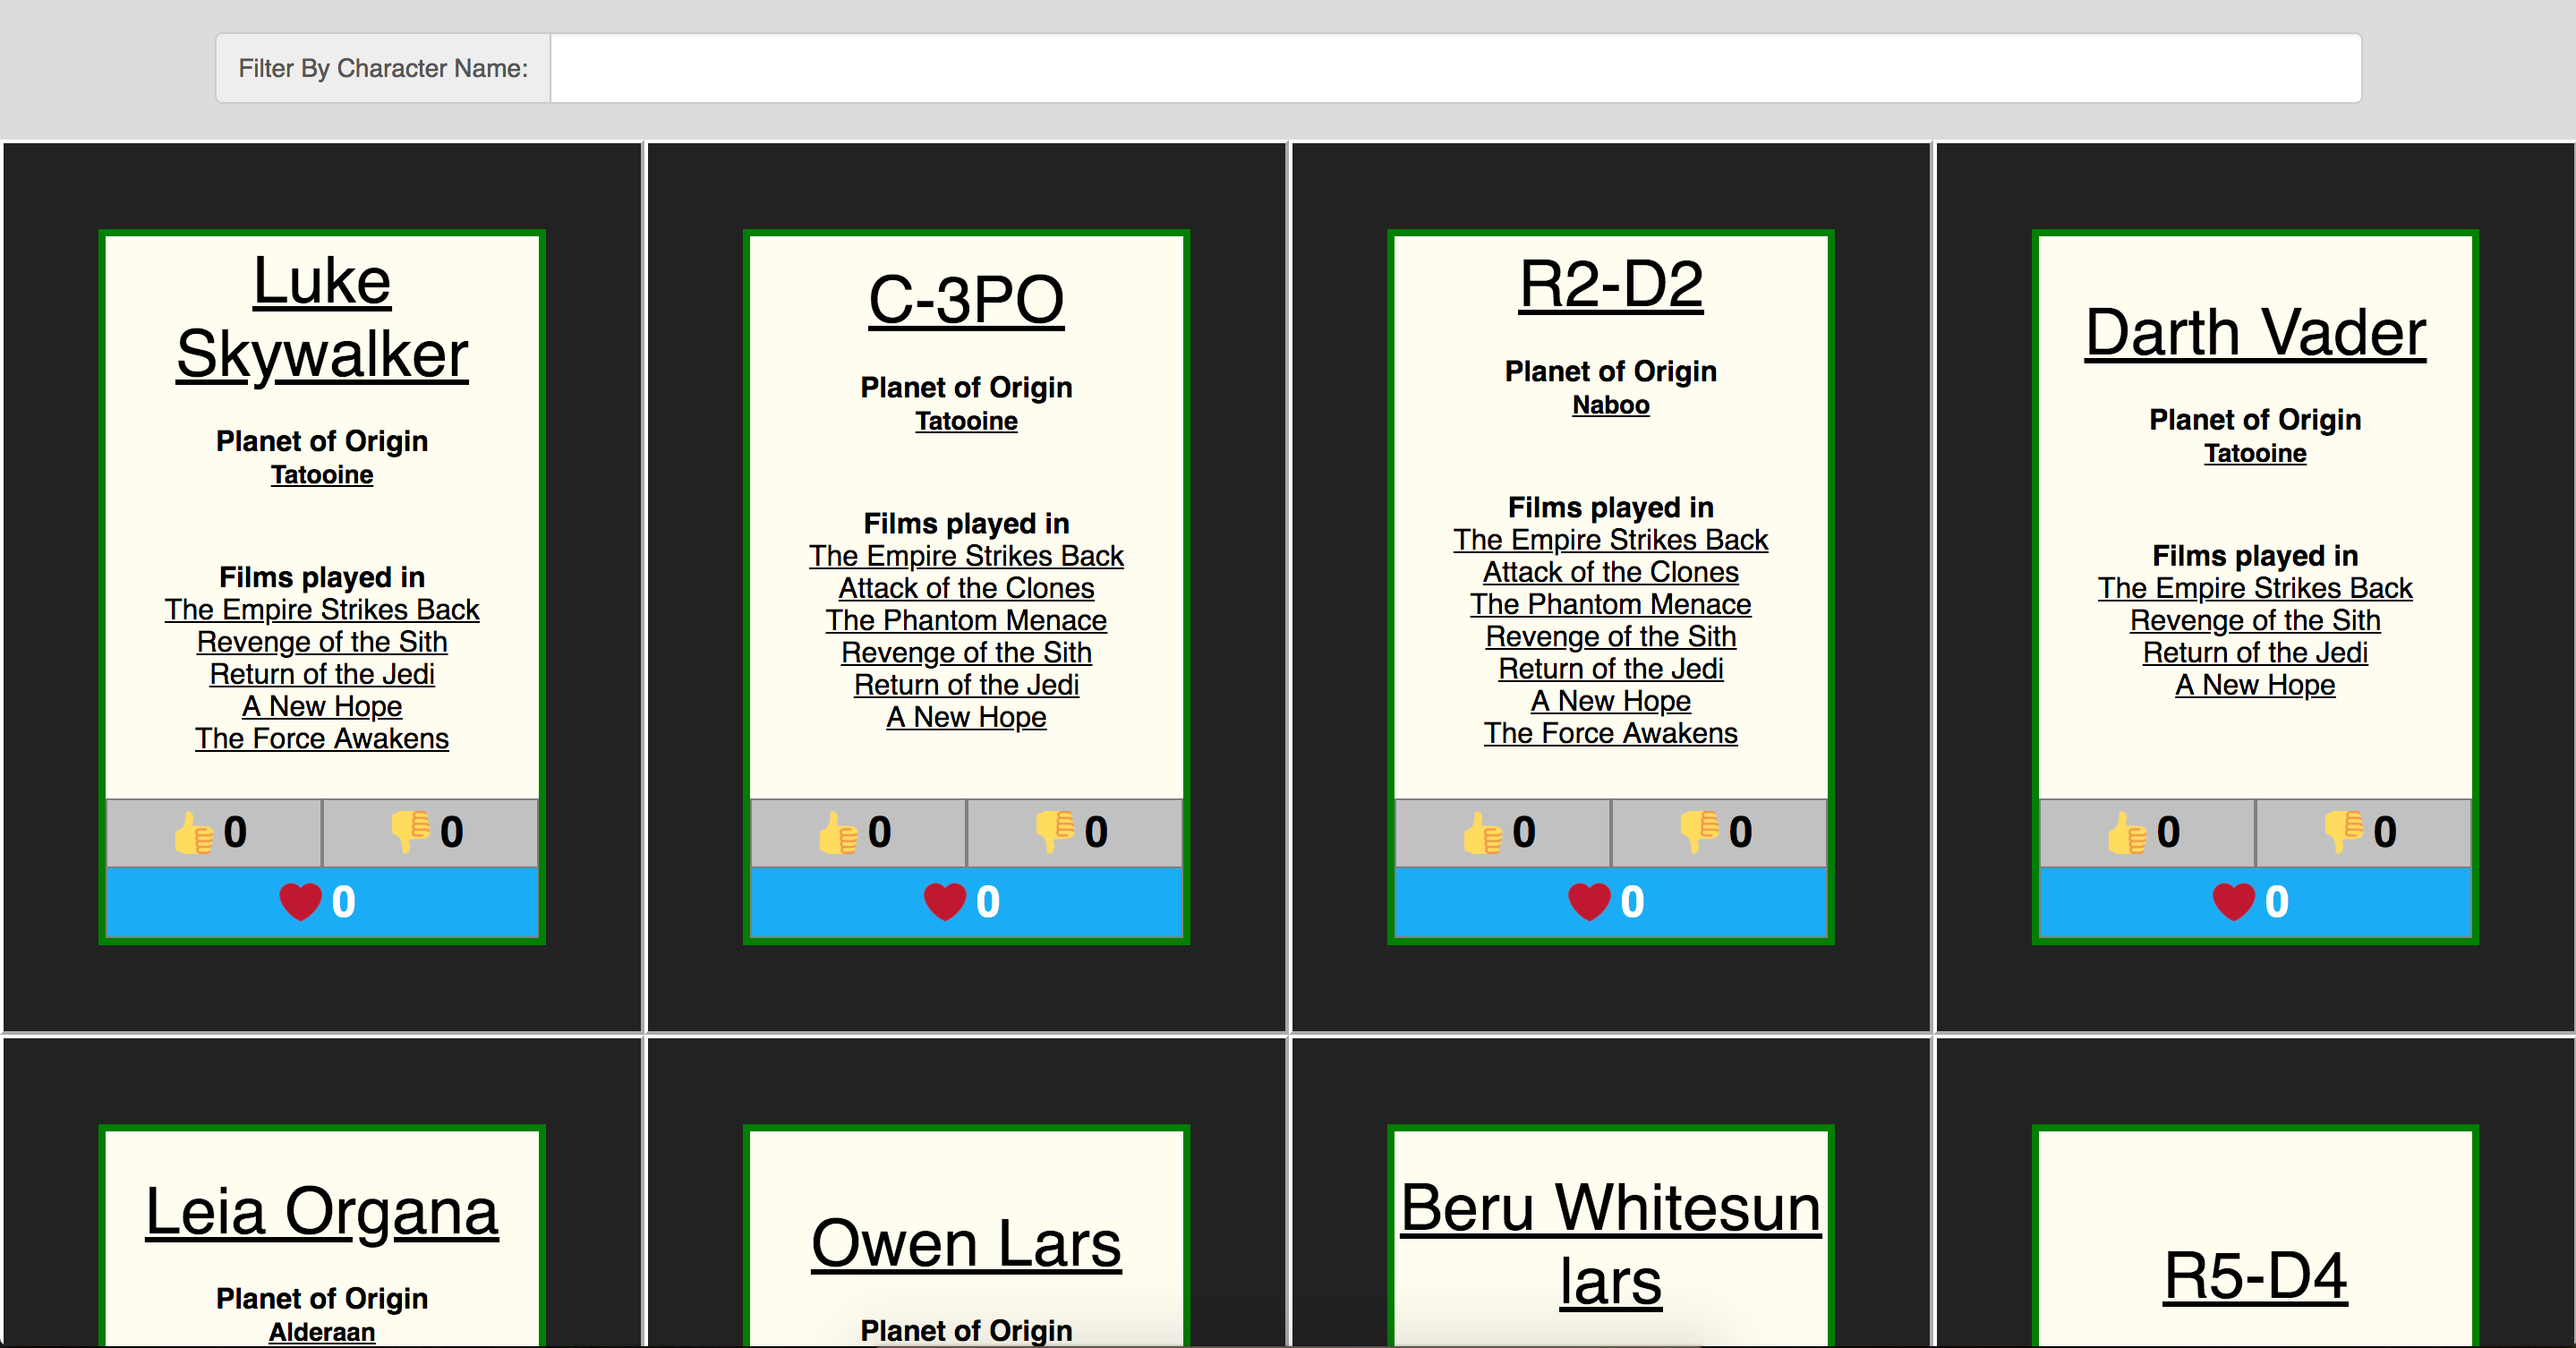 Filter By Character Name:
Luke
Skywalker
Planet of Origin
Tatooine
Films played in
The Empire Strikes Back
Revenge of the Sith
Return of the Jedi
A New Hope
The Force Awakens
👍 0 👎 0
❤️ 0
C-3PO
Planet of Origin
Tatooine
Films played in
The Empire Strikes Back
Attack of the Clones
The Phantom Menace
Revenge of the Sith
Return of the Jedi
A New Hope
👍 0 👎 0
❤️ 0
R2-D2
Planet of Origin
Naboo
Films played in
The Empire Strikes Back
Attack of the Clones
The Phantom Menace
Revenge of the Sith
Return of the Jedi
A New Hope
The Force Awakens
👍 0 👎 0
❤️ 0
Darth Vader
Planet of Origin
Tatooine
Films played in
The Empire Strikes Back
Revenge of the Sith
Return of the Jedi
A New Hope
👍 0 👎 0
❤️ 0
Leia Organa
Planet of Origin
Alderaan
Owen Lars
Planet of Origin
Beru Whitesun
lars
R5-D4